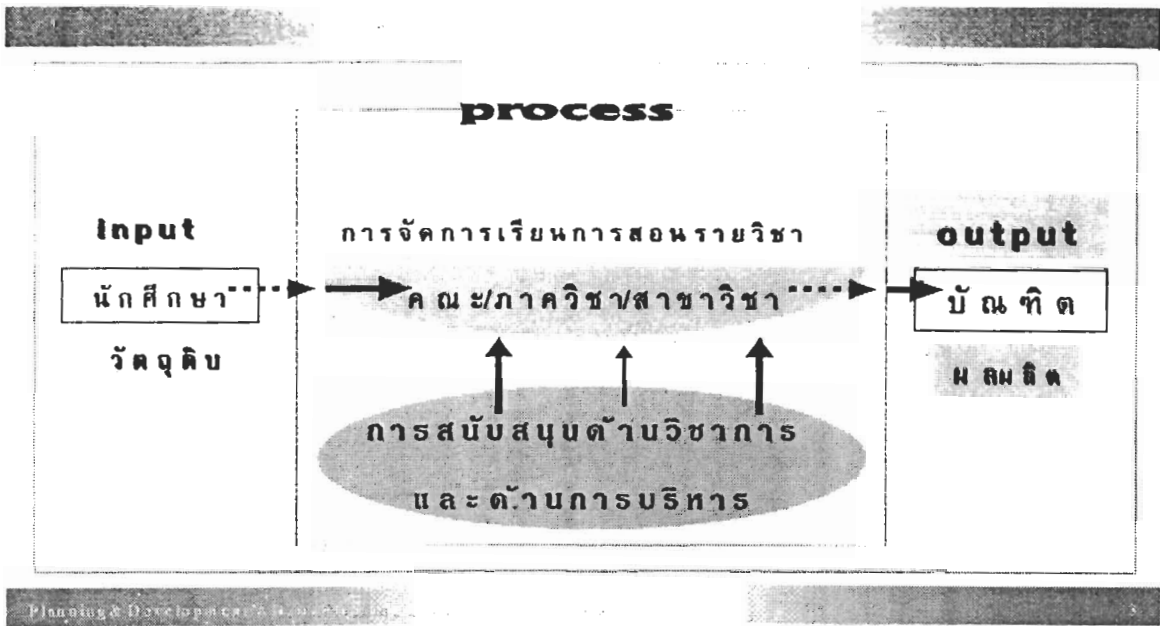 process
input
การจัดการเรียนการสอนรายวิชา
output
นักศึกษา
คณะ/ภาควิชา/สาขาวิชา
บัณฑิต
วัตถุดิบ
ผลผลิต
การสนับสนุนด้านวิชาการ
และด้านการบริหาร
Planning & Development